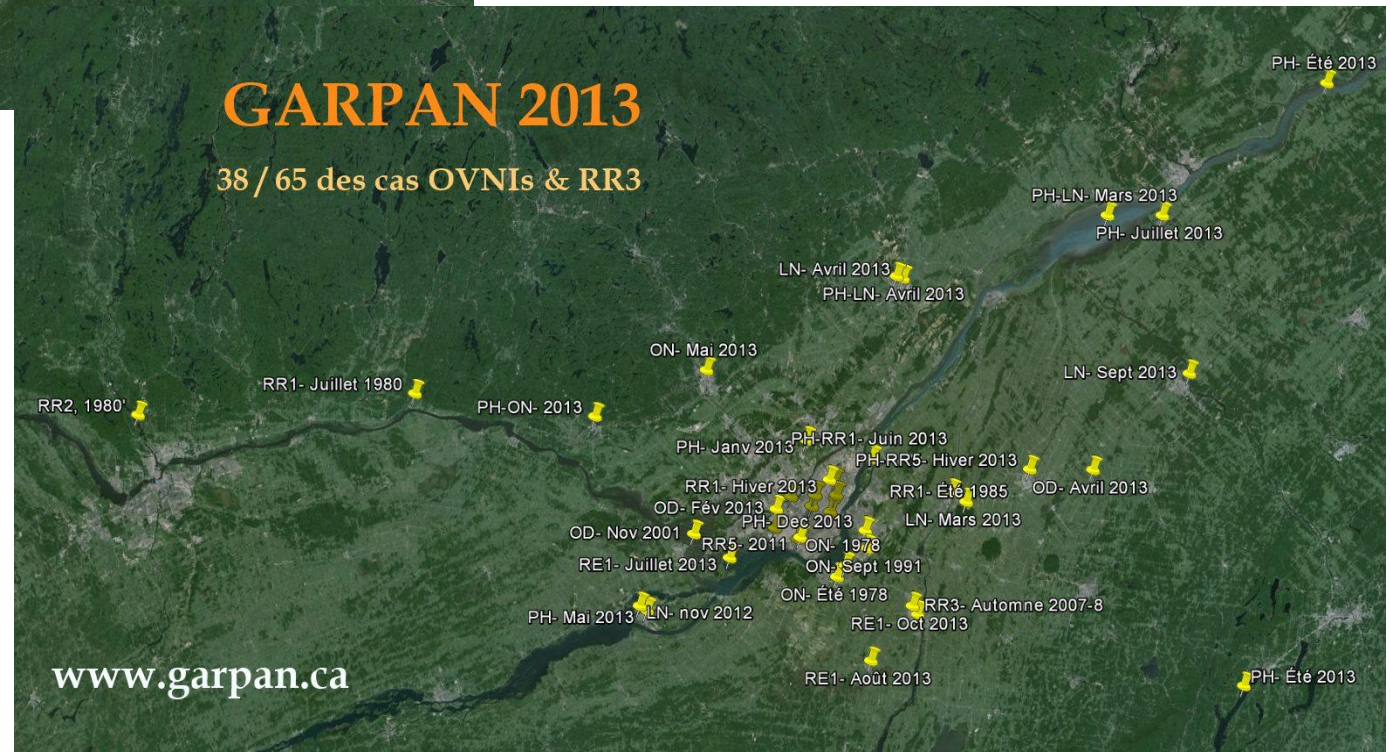 GARPAN 2013
38 / 65 des cas OVNIs & RR3
PH- Été 2013
PH-LN- Mars 2013
PH- Juillet 2013
LN- Avril 2013
PH-LN- Avril 2013
ON- Mai 2013
LN- Sept 2013
RR1- Juillet 1980
RR2, 1980'
PH-ON- 2013
PH- Janv 2013
PH-RR1- Juin 2013
PH-RR5- Hiver 2013
RR1- Hiver 2013
RR1- Été 1985
OD- Avril 2013
OD- Fév 2013
PH- Dec 2013
LN- Mars 2013
OD- Nov 2001
RR5- 2011
ON- 1978
RE1- Juillet 2013
ON- Sept 1991
ON- Été 1978
PH- Mai 2013
LN- nov 2012
RR3- Automne 2007-8
RE1- Oct 2013
RE1- Août 2013
PH- Été 2013
www.garpan.ca